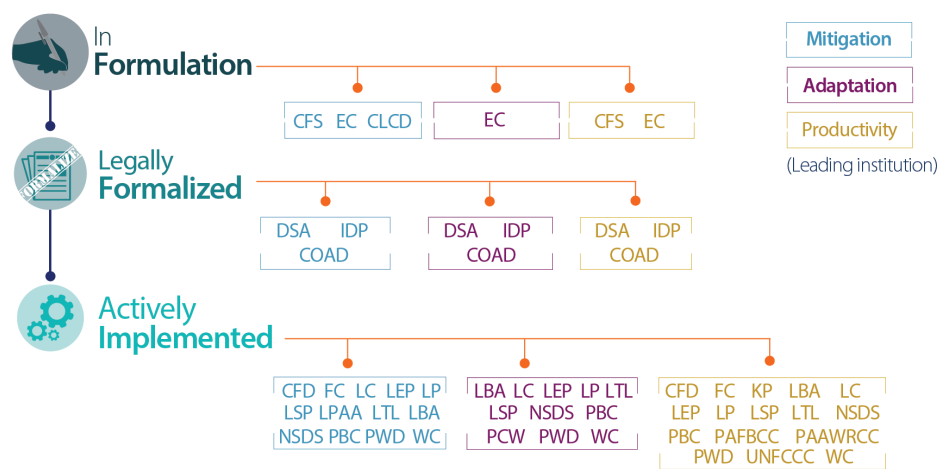 In
Formulation
Mitigation
Adaptation
Productivity
(Leading institution)
CFS EC CLCD
EC
CFS EC
FORMALIZE
Legally
Formalized
DSA IDP
COAD
DSA IDP
COAD
DSA IDP
COAD
Actively
Implemented
CFD FC LC LEP LP
LSP LPAA LTL LBA
NSDS PBC PWD WC
LBA LC LEP LP LTL
LSP NSDS PBC
PCW PWD WC
CFD FC KP LBA LC
LEP LP LSP LTL NSDS
PBC PAFBCC PAAWRCC
PWD UNFCCC WC